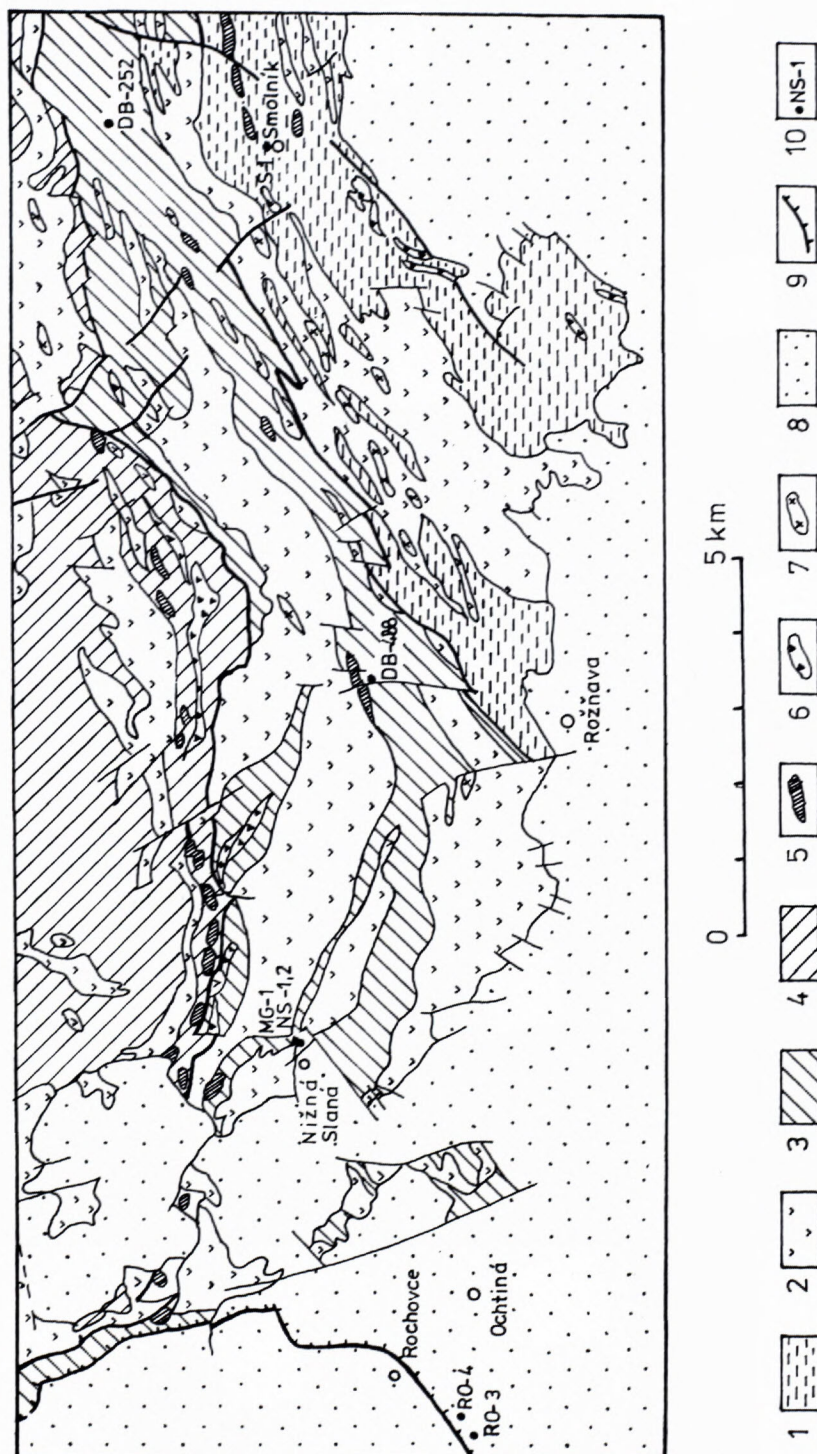 DB-252
S-1
Smolník
DB-486
Rožňava
MG-1
NS-1,2
Nižná
Slaná
Rochovce
Ochtiná
RO-4
RO-3
0 5 km
1 2 3 4 5 6 7 8 9 10
NS-1